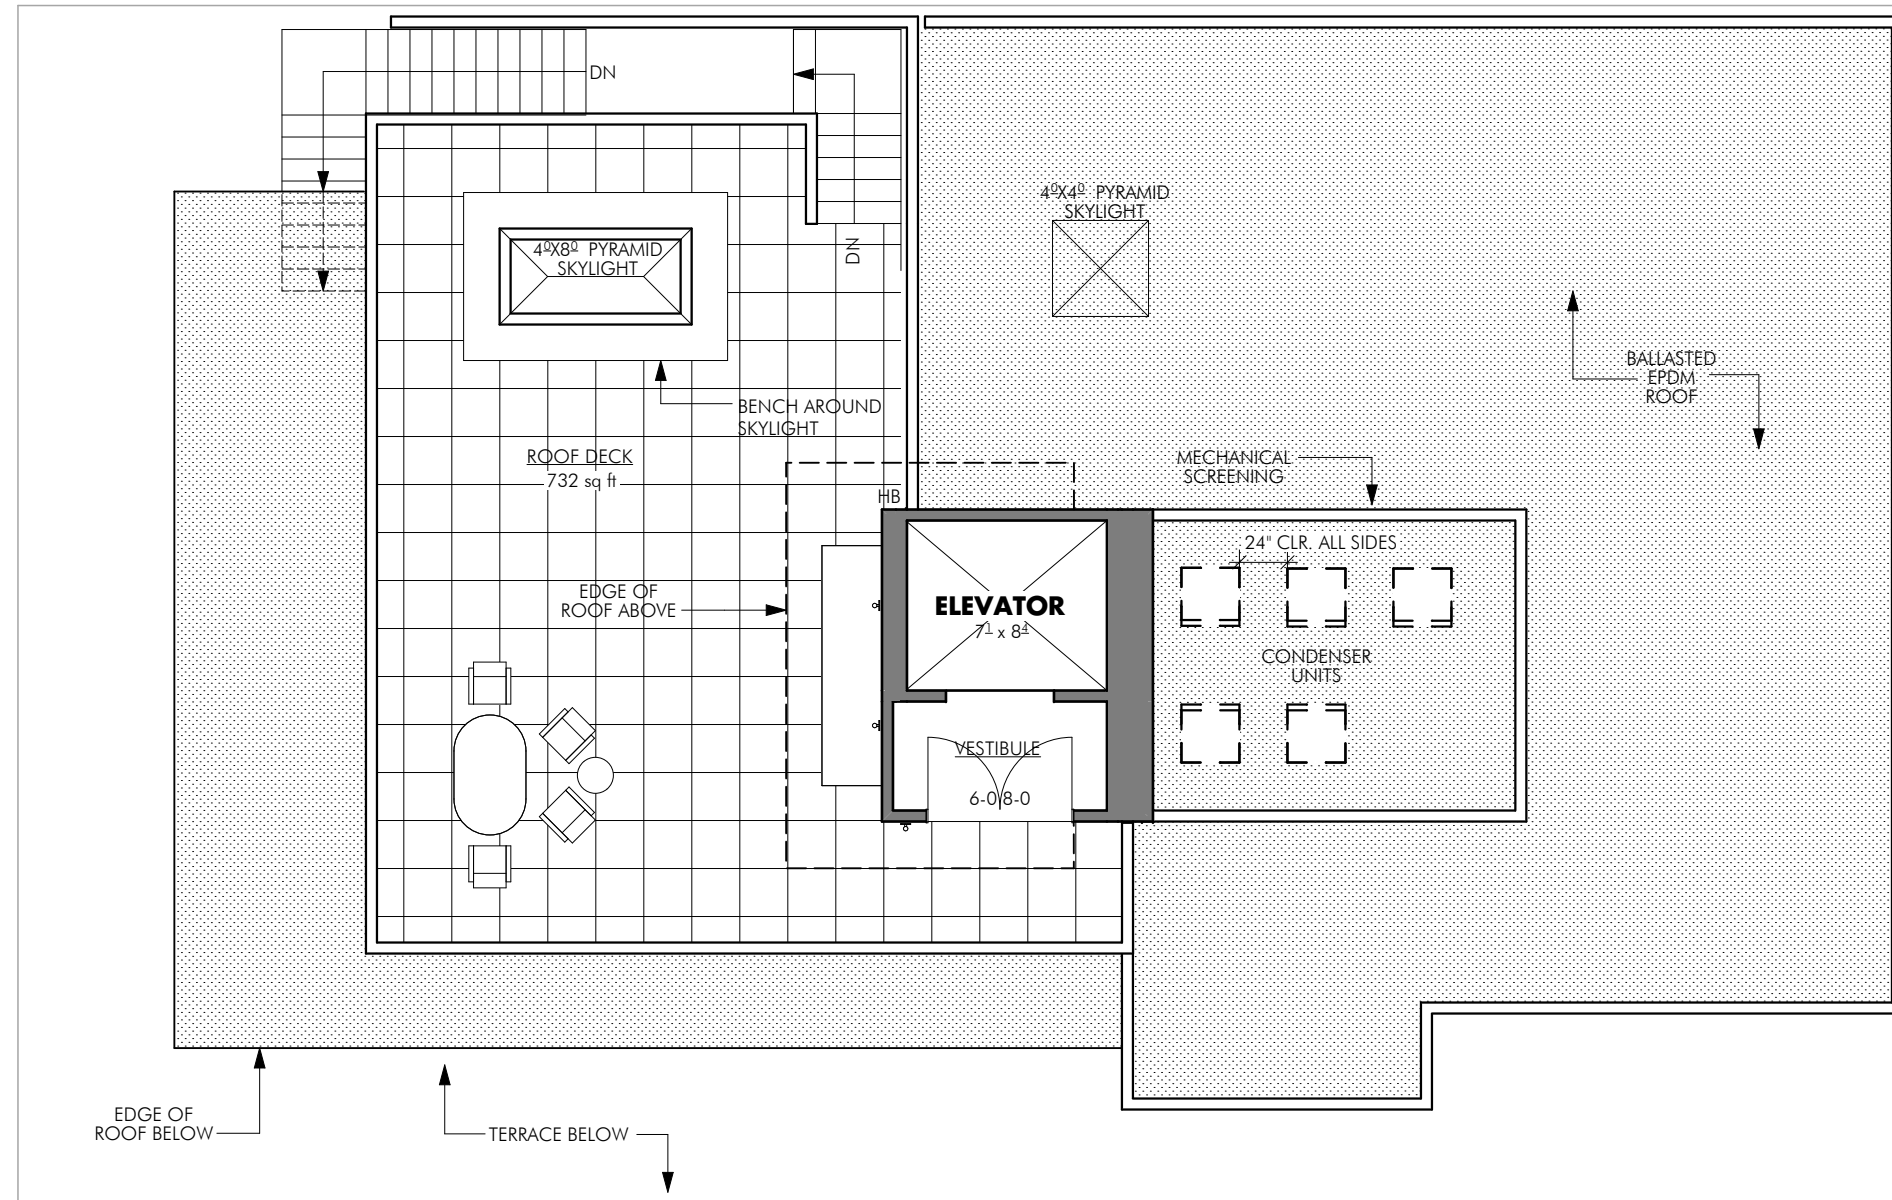 DN
DN
4⁰X4⁰ PYRAMID
SKYLIGHT
4⁰X8⁰ PYRAMID
SKYLIGHT
BALLASTED
EPDM
ROOF
BENCH AROUND
SKYLIGHT
ROOF DECK
732 sq ft
MECHANICAL
SCREENING
HB
24" CLR. ALL SIDES
EDGE OF
ROOF ABOVE
ELEVATOR
7¹ x 8⁴
CONDENSER
UNITS
VESTIBULE
6-0/8-0
EDGE OF
ROOF BELOW
TERRACE BELOW